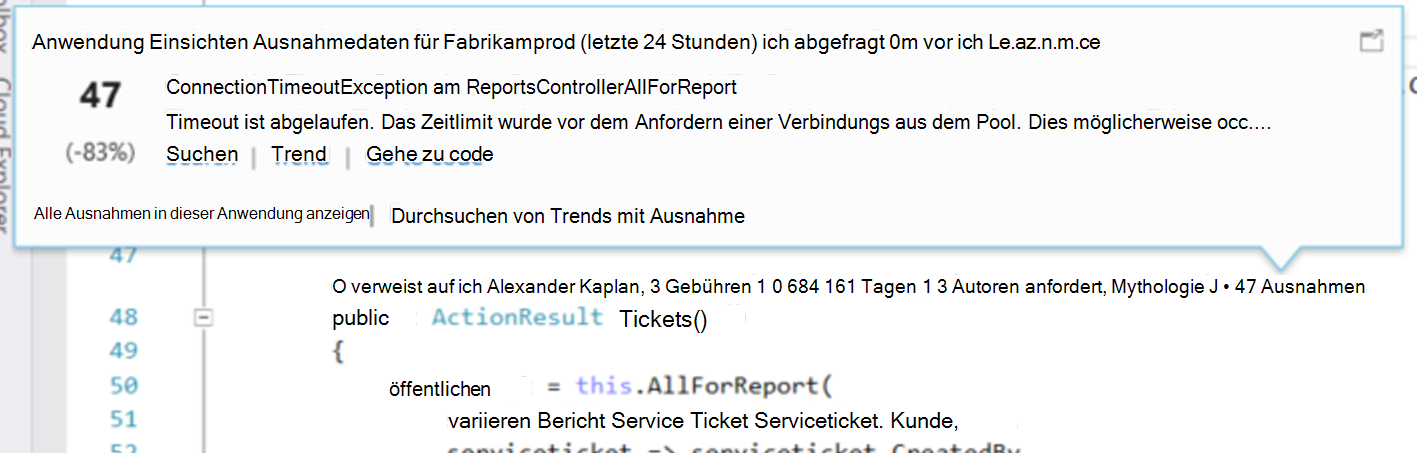 Anwendung Einsichten Ausnahmedaten für Fabrikamprod (letzte 24 Stunden) ich abgefragt 0m vor ich Le.az.n.m.ce
47 ConnectionTimeoutException am ReportsControllerAllForReport
Timeout ist abgelaufen. Das Zeitlimit wurde vor dem Anfordern einer Verbindungs aus dem Pool. Dies möglicherweise occ....
(-83%) Suchen | Trend | Gehe zu code
Alle Ausnahmen in dieser Anwendung anzeigen| Durchsuchen von Trends mit Ausnahme
Cloud Explorer
47
O verweist auf ich Alexander Kaplan, 3 Gebühren 1 0 684 161 Tagen 1 3 Autoren anfordert, Mythologie J • 47 Ausnahmen
48 public ActionResult Tickets()
49 {
50 öffentlichen = this.AllForReport(
51 variieren Bericht Service Ticket Serviceticket. Kunde,
52 serviceticket => serviceticket.CreatedBy